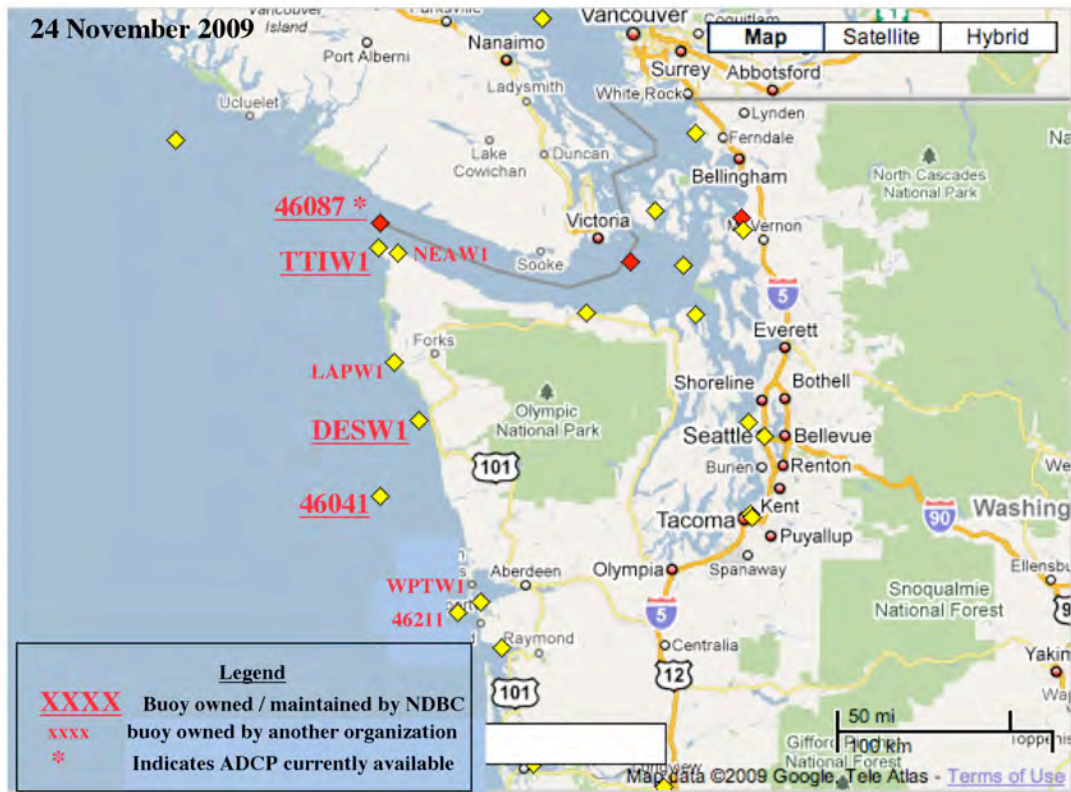 24 November 2009
Vancouver
Island
Port Alberni
Nanaimo
Vancouver
Coquitlam
1
Map
Satellite
Hybrid
Surrey
Abbotsford
White Rock
Ladysmith
Ucluelet
Lynden
Ferndale
Lake
Cowichan
Duncan
Bellingham
North Cascades
National Park
46087 *
Victoria
Vernon
TTIW1
NEAW1
Sooke
5
Everett
Forks
LAPW1
Shoreline
Bothell
Olympic
National Park
DESW1
Seattle
Bellevue
101
Burien
Renton
46041
Kent
90
Tacoma
Puyallup
Olympia
Spanaway
WPTW1
Aberdeen
Snoqualmie
National Forest
46211
Raymond
5
Centralia
12
101
Legend
XXXX Buoy owned / maintained by NDBC
xxxx buoy owned by another organization
* Indicates ADCP currently available
50 mi
100 km
National Forest
Map data ©2009 Google, Tele Atlas - Terms of Use